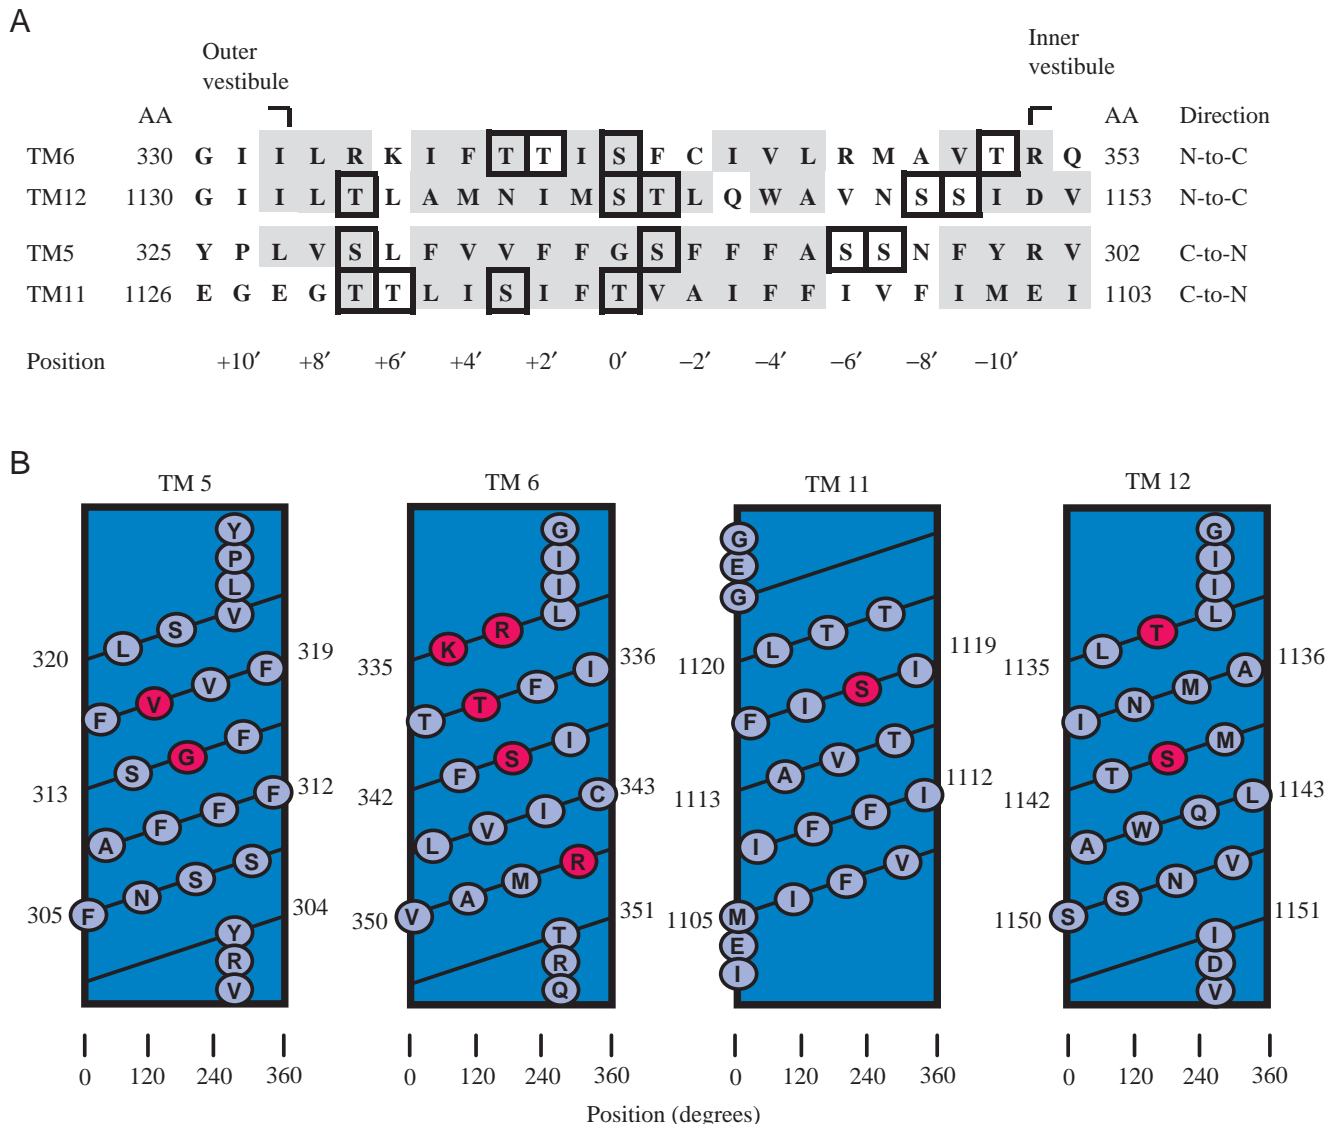 A
Outer
vestibule
Inner
vestibule
AA
AA Direction
TM6 330 G I I L R K I F T T I S F C I V L R M A V T R Q 353 N-to-C
TM12 1130 G I I L T L A M N I M S T L Q W A V N S S I D V 1153 N-to-C
TM5 325 Y P L V S L F V V F F G S F F F A S S N F Y R V 302 C-to-N
TM11 1126 E G E G T T L I S I F T V A I F F I V F I M E I 1103 C-to-N
Position +10′ +8′ +6′ +4′ +2′ 0′ −2′ −4′ −6′ −8′ −10′
B
TM 5
Y
P
L
V
S
L
320
319
F
V
V
F
F
G
S
313
312
F
F
F
A
S
S
N
F
305
304
Y
R
V
0 120 240 360
TM 6
G
I
I
L
R
K
335
336
I
F
T
T
I
S
F
342
343
C
I
V
L
R
M
A
V
350
351
T
R
Q
0 120 240 360
TM 11
G
E
G
T
T
L
1120
1119
I
S
I
F
T
V
A
1113
1112
I
F
F
I
V
F
I
M
1105
E
I
0 120 240 360
TM 12
G
I
I
L
T
L
1135
1136
A
M
N
I
M
S
T
1142
1143
L
Q
W
A
V
N
S
S
1150
1151
I
D
V
0 120 240 360
Position (degrees)